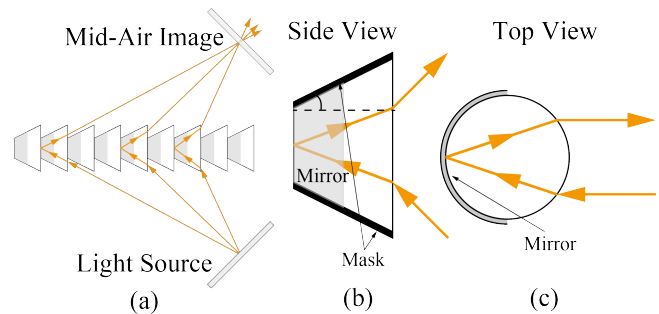 Mid-Air Image
Light Source
(a)
Side View
Mirror
Mask
(b)
Top View
Mirror
(c)